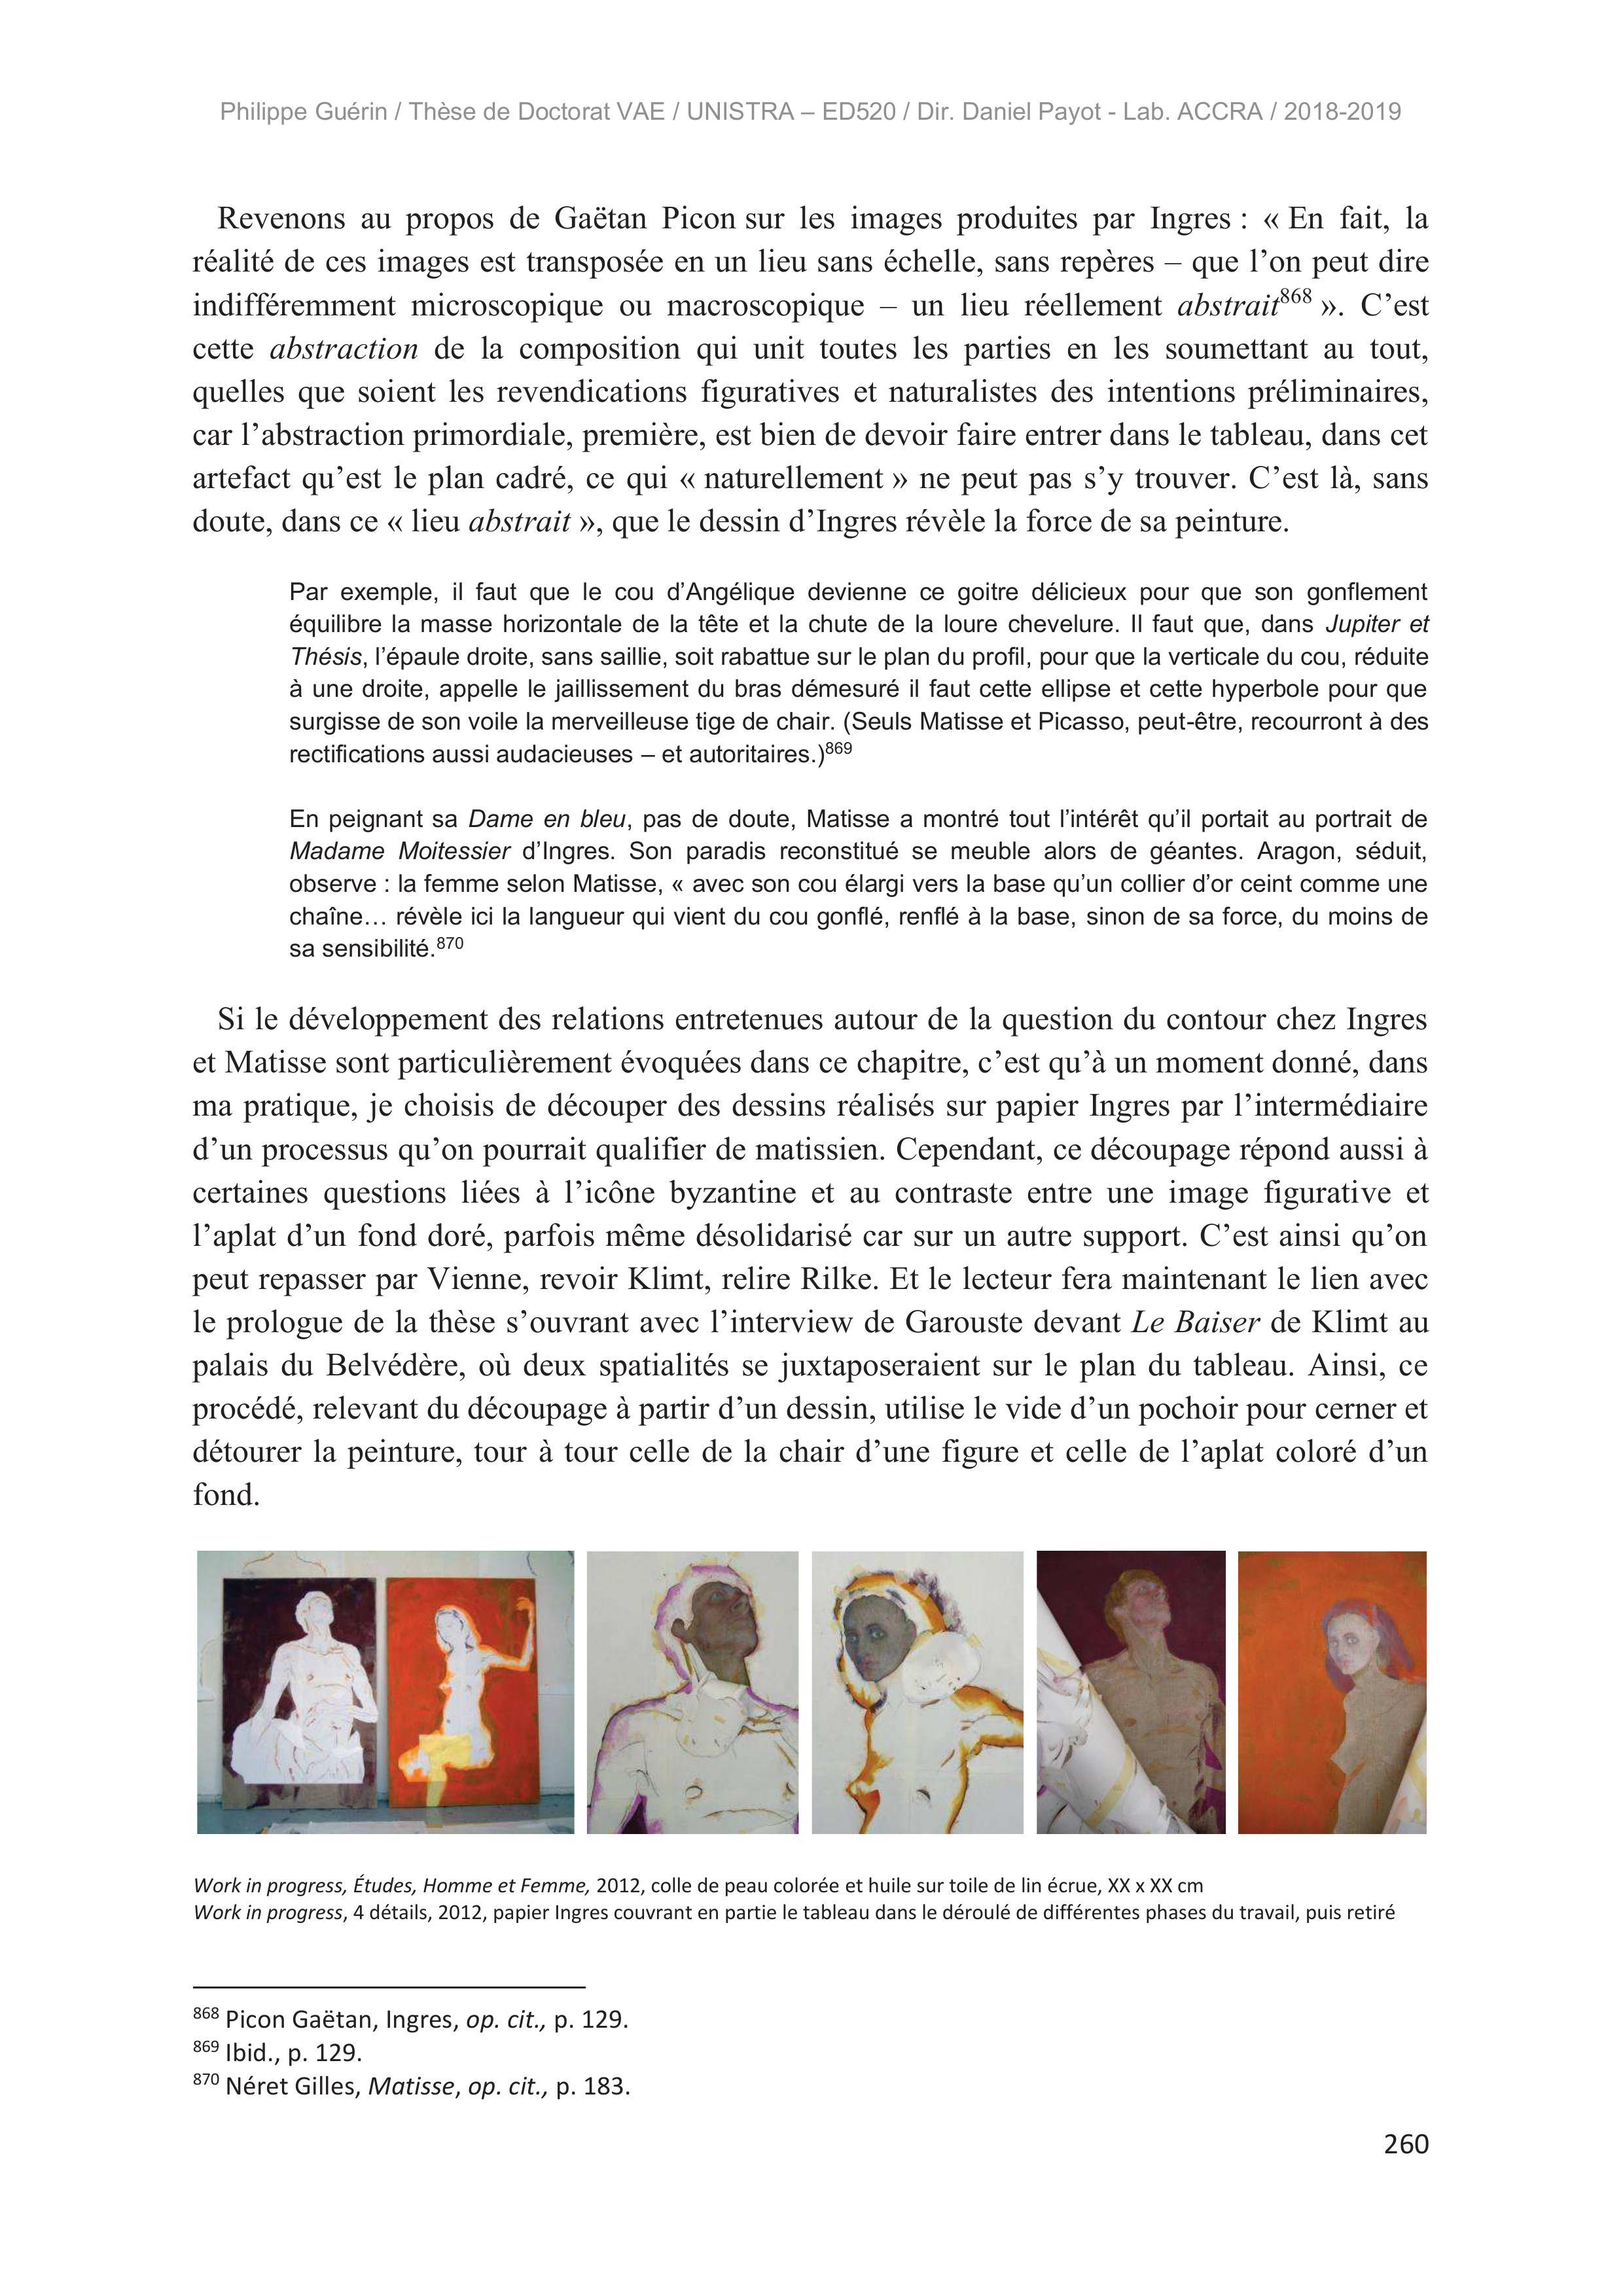 Philippe Guérin / Thèse de Doctorat VAE / UNISTRA – ED520 / Dir. Daniel Payot - Lab. ACCRA / 2018-2019
Revenons au propos de Gaëtan Picon sur les images produites par Ingres : « En fait, la
réalité de ces images est transposée en un lieu sans échelle, sans repères – que l’on peut dire
indifféremment microscopique ou macroscopique – un lieu réellement abstrait868 ». C’est
cette abstraction de la composition qui unit toutes les parties en les soumettant au tout,
quelles que soient les revendications figuratives et naturalistes des intentions préliminaires,
car l’abstraction primordiale, première, est bien de devoir faire entrer dans le tableau, dans cet
artefact qu’est le plan cadré, ce qui « naturellement » ne peut pas s’y trouver. C’est là, sans
doute, dans ce « lieu abstrait », que le dessin d’Ingres révèle la force de sa peinture.
Par exemple, il faut que le cou d’Angélique devienne ce goitre délicieux pour que son gonflement
équilibre la masse horizontale de la tête et la chute de la loure chevelure. Il faut que, dans Jupiter et
Thésis, l’épaule droite, sans saillie, soit rabattue sur le plan du profil, pour que la verticale du cou, réduite
à une droite, appelle le jaillissement du bras démesuré il faut cette ellipse et cette hyperbole pour que
surgisse de son voile la merveilleuse tige de chair. (Seuls Matisse et Picasso, peut-être, recourront à des
rectifications aussi audacieuses – et autoritaires.)869
En peignant sa Dame en bleu, pas de doute, Matisse a montré tout l’intérêt qu’il portait au portrait de
Madame Moitessier d’Ingres. Son paradis reconstitué se meuble alors de géantes. Aragon, séduit,
observe : la femme selon Matisse, « avec son cou élargi vers la base qu’un collier d’or ceint comme une
chaîne… révèle ici la langueur qui vient du cou gonflé, renflé à la base, sinon de sa force, du moins de
sa sensibilité.870
Si le développement des relations entretenues autour de la question du contour chez Ingres
et Matisse sont particulièrement évoquées dans ce chapitre, c’est qu’à un moment donné, dans
ma pratique, je choisis de découper des dessins réalisés sur papier Ingres par l’intermédiaire
d’un processus qu’on pourrait qualifier de matissien. Cependant, ce découpage répond aussi à
certaines questions liées à l’icône byzantine et au contraste entre une image figurative et
l’aplat d’un fond doré, parfois même désolidarisé car sur un autre support. C’est ainsi qu’on
peut repasser par Vienne, revoir Klimt, relire Rilke. Et le lecteur fera maintenant le lien avec
le prologue de la thèse s’ouvrant avec l’interview de Garouste devant Le Baiser de Klimt au
palais du Belvédère, où deux spatialités se juxtaposeraient sur le plan du tableau. Ainsi, ce
procédé, relevant du découpage à partir d’un dessin, utilise le vide d’un pochoir pour cerner et
détourer la peinture, tour à tour celle de la chair d’une figure et celle de l’aplat coloré d’un
fond.
Work in progress, Études, Homme et Femme, 2012, colle de peau colorée et huile sur toile de lin écrue, XX x XX cm
Work in progress, 4 détails, 2012, papier Ingres couvrant en partie le tableau dans le déroulé de différentes phases du travail, puis retiré
868 Picon Gaëtan, Ingres, op. cit., p. 129.
869 Ibid., p. 129.
870 Néret Gilles, Matisse, op. cit., p. 183.
260